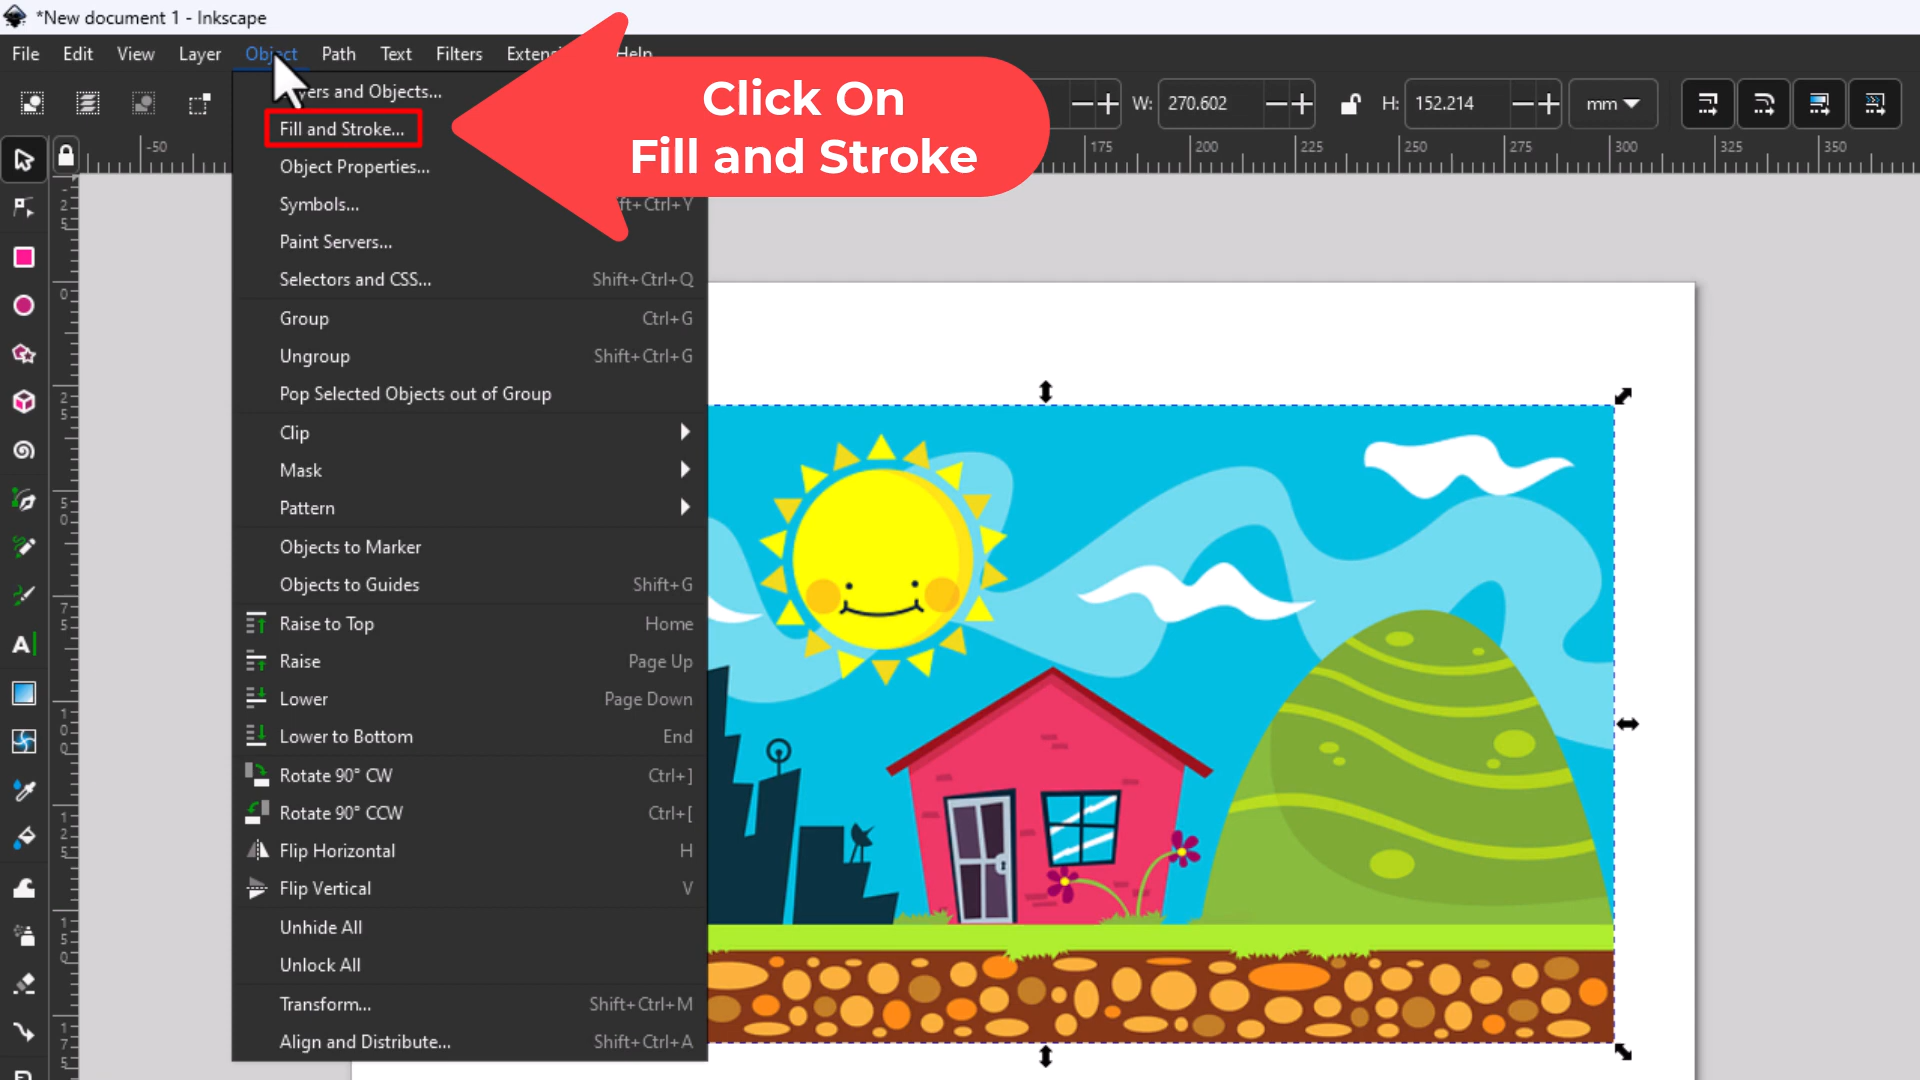 *New document 1 - Inkscape
File Edit View Layer Object Path Text Filters Help
W: 270.602 H: 152.214 mm
-50 175 200 225 250 275 300 325 350
Click On
Fill and Stroke
and Objects...
Fill and Stroke...
Object Properties...
Symbols... Ctrl+Y
Paint Servers...
Selectors and CSS... Shift+Ctrl+Q
Group Ctrl+G
Ungroup Shift+Ctrl+G
Pop Selected Objects out of Group
Clip
Mask
Pattern
Objects to Marker
Objects to Guides Shift+G
Raise to Top Home
Raise Page Up
Lower Page Down
Lower to Bottom End
Rotate 90° CW Ctrl+]
Rotate 90° CCW Ctrl+[
Flip Horizontal H
Flip Vertical V
Unhide All
Unlock All
Transform... Shift+Ctrl+M
Align and Distribute... Shift+Ctrl+A